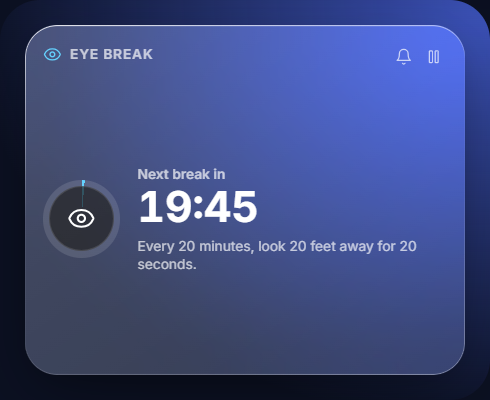 EYE BREAK
Next break in
19:45
Every 20 minutes, look 20 feet away for 20
seconds.